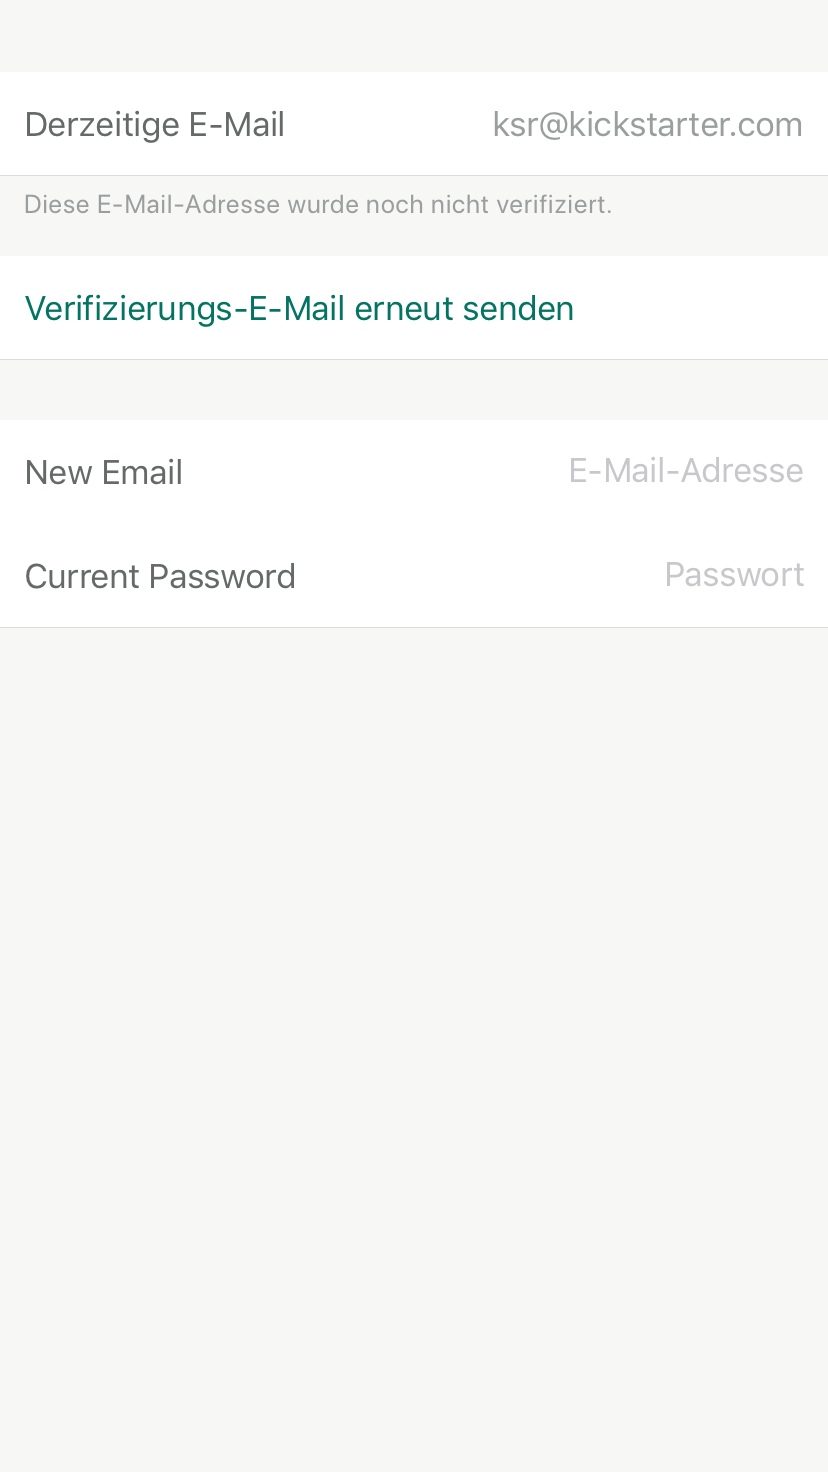 Derzeitige E-Mail ksr@kickstarter.com
Diese E-Mail-Adresse wurde noch nicht verifiziert.
Verifizierungs-E-Mail erneut senden
New Email E-Mail-Adresse
Current Password Passwort